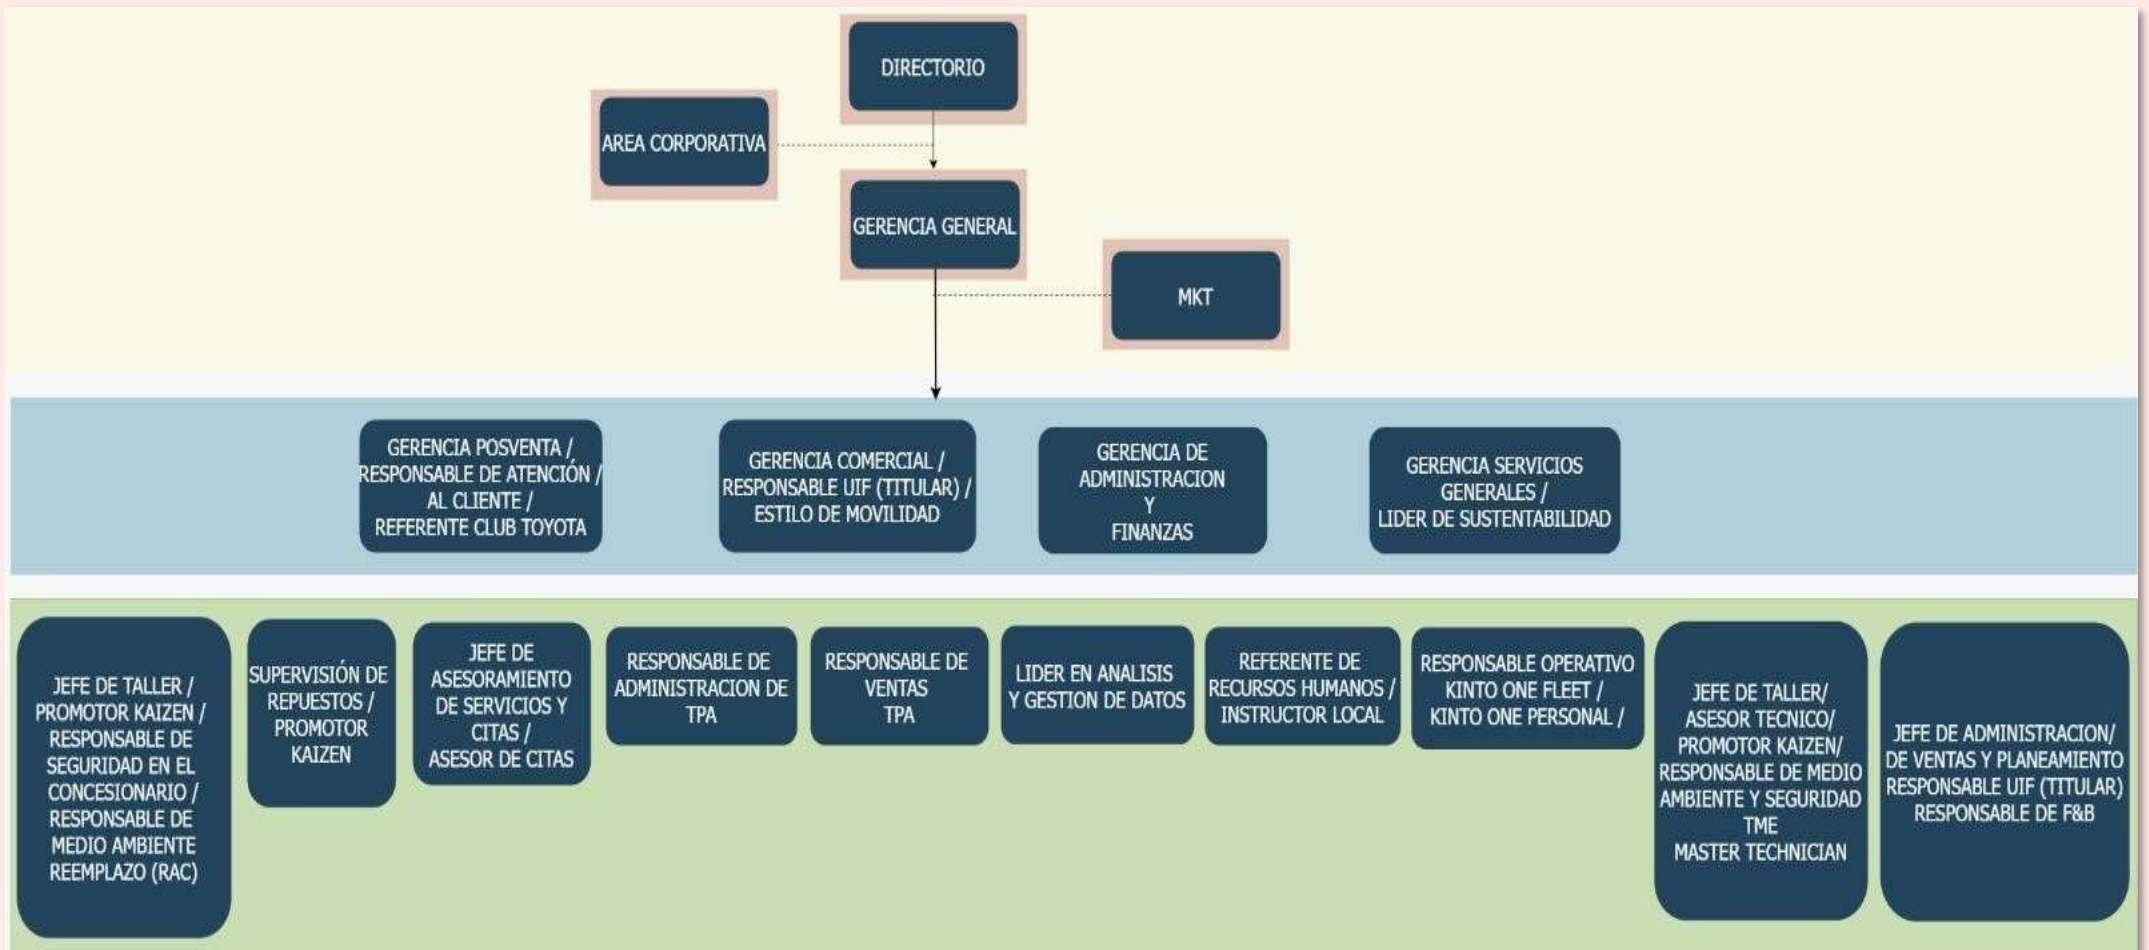 DIRECTORIO
AREA CORPORATIVA
GERENCIA GENERAL
MKT
GERENCIA POSVENTA /
RESPONSABLE DE ATENCIÓN /
AL CLIENTE /
REFERENTE CLUB TOYOTA
GERENCIA COMERCIAL /
RESPONSABLE UIF (TITULAR) /
ESTILO DE MOVILIDAD
GERENCIA DE
ADMINISTRACION
Y
FINANZAS
GERENCIA SERVICIOS
GENERALES /
LIDER DE SUSTENTABILIDAD
JEFE DE TALLER /
PROMOTOR KAIZEN /
RESPONSABLE DE
SEGURIDAD EN EL
CONCESIONARIO /
RESPONSABLE DE
MEDIO AMBIENTE
REEMPLAZO (RAC)
SUPERVISIÓN DE
REPUESTOS /
PROMOTOR
KAIZEN
JEFE DE
ASESORAMIENTO
DE SERVICIOS Y
CITAS /
ASESOR DE CITAS
RESPONSABLE DE
ADMINISTRACION DE
TPA
RESPONSABLE DE
VENTAS
TPA
LIDER EN ANALISIS
Y GESTION DE DATOS
REFERENTE DE
RECURSOS HUMANOS /
INSTRUCTOR LOCAL
RESPONSABLE OPERATIVO
KINTO ONE FLEET /
KINTO ONE PERSONAL /
JEFE DE TALLER/
ASESOR TECNICO/
PROMOTOR KAIZEN/
RESPONSABLE DE MEDIO
AMBIENTE Y SEGURIDAD
TME
MASTER TECHNICIAN
JEFE DE ADMINISTRACION/
DE VENTAS Y PLANEAMIENTO
RESPONSABLE UIF (TITULAR)
RESPONSABLE DE F&B